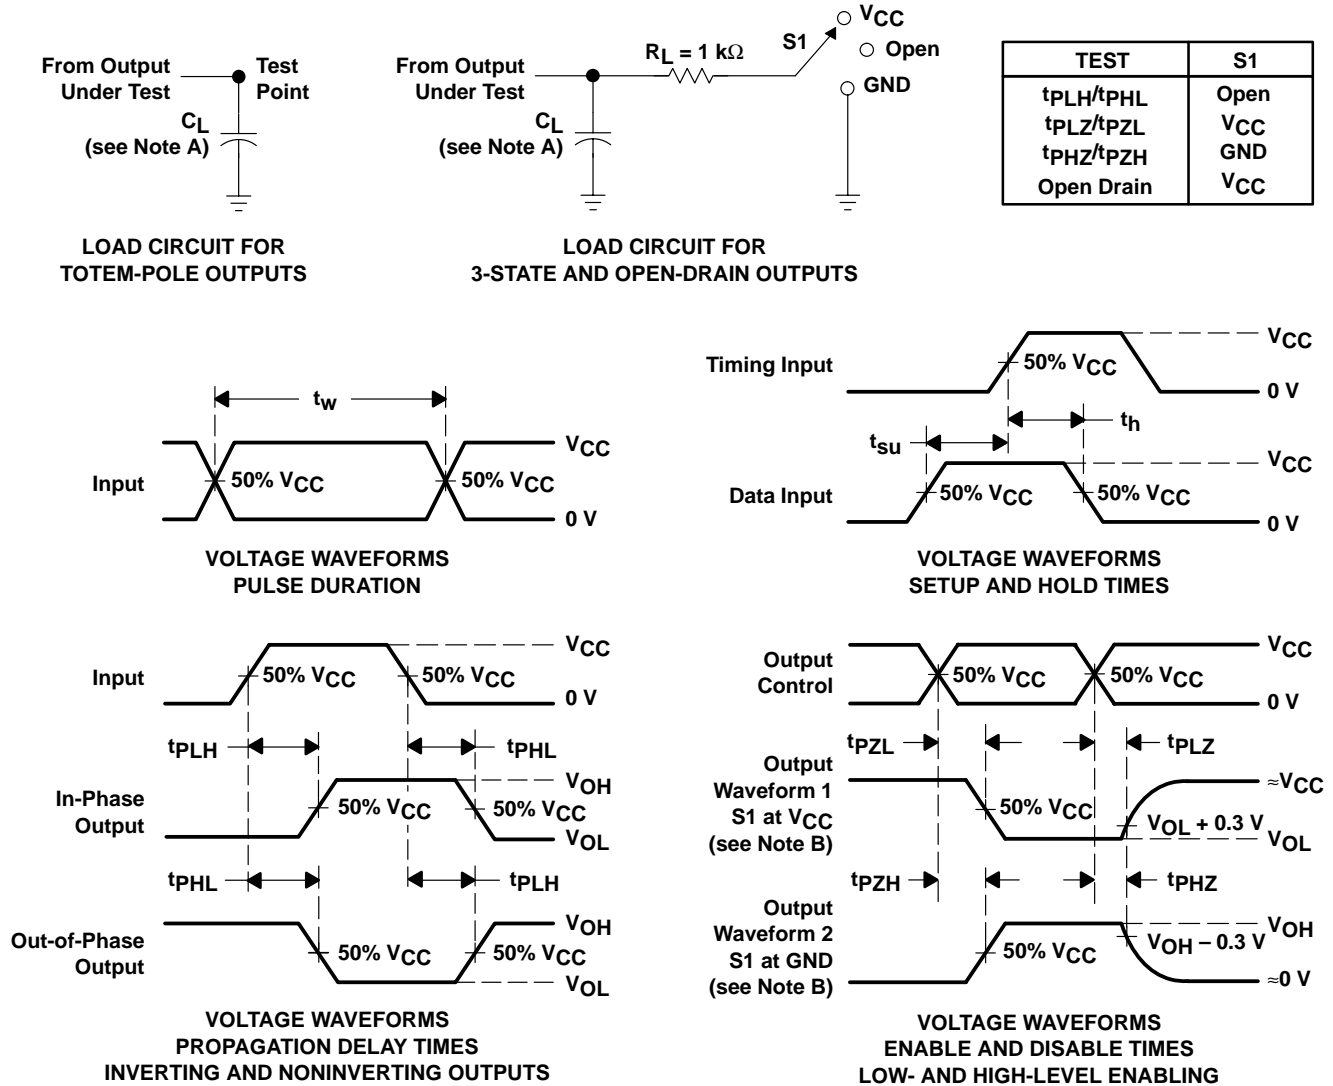 From Output
Under Test
Test
Point
CL
(see Note A)
LOAD CIRCUIT FOR
TOTEM-POLE OUTPUTS
From Output
Under Test
RL = 1 kΩ
S1
VCC
Open
GND
CL
(see Note A)
LOAD CIRCUIT FOR
3-STATE AND OPEN-DRAIN OUTPUTS
TEST S1
tPLH/tPHL Open
tPLZ/tPZL VCC
tPHZ/tPZH GND
Open Drain VCC
tw
Input
50% VCC
50% VCC
VCC
0 V
VOLTAGE WAVEFORMS
PULSE DURATION
Timing Input
50% VCC
VCC
0 V
tsu
th
Data Input
50% VCC
50% VCC
VCC
0 V
VOLTAGE WAVEFORMS
SETUP AND HOLD TIMES
Input
50% VCC
50% VCC
VCC
0 V
tPLH
tPHL
In-Phase
Output
50% VCC
50% VCC
VOH
VOL
tPHL
tPLH
Out-of-Phase
Output
50% VCC
50% VCC
VOH
VOL
VOLTAGE WAVEFORMS
PROPAGATION DELAY TIMES
INVERTING AND NONINVERTING OUTPUTS
Output
Control
50% VCC
50% VCC
VCC
0 V
tPZL
tPLZ
Output
Waveform 1
S1 at VCC
(see Note B)
50% VCC
VOL + 0.3 V
≈VCC
VOL
tPZH
tPHZ
Output
Waveform 2
S1 at GND
(see Note B)
50% VCC
VOH − 0.3 V
VOH
≈0 V
VOLTAGE WAVEFORMS
ENABLE AND DISABLE TIMES
LOW- AND HIGH-LEVEL ENABLING